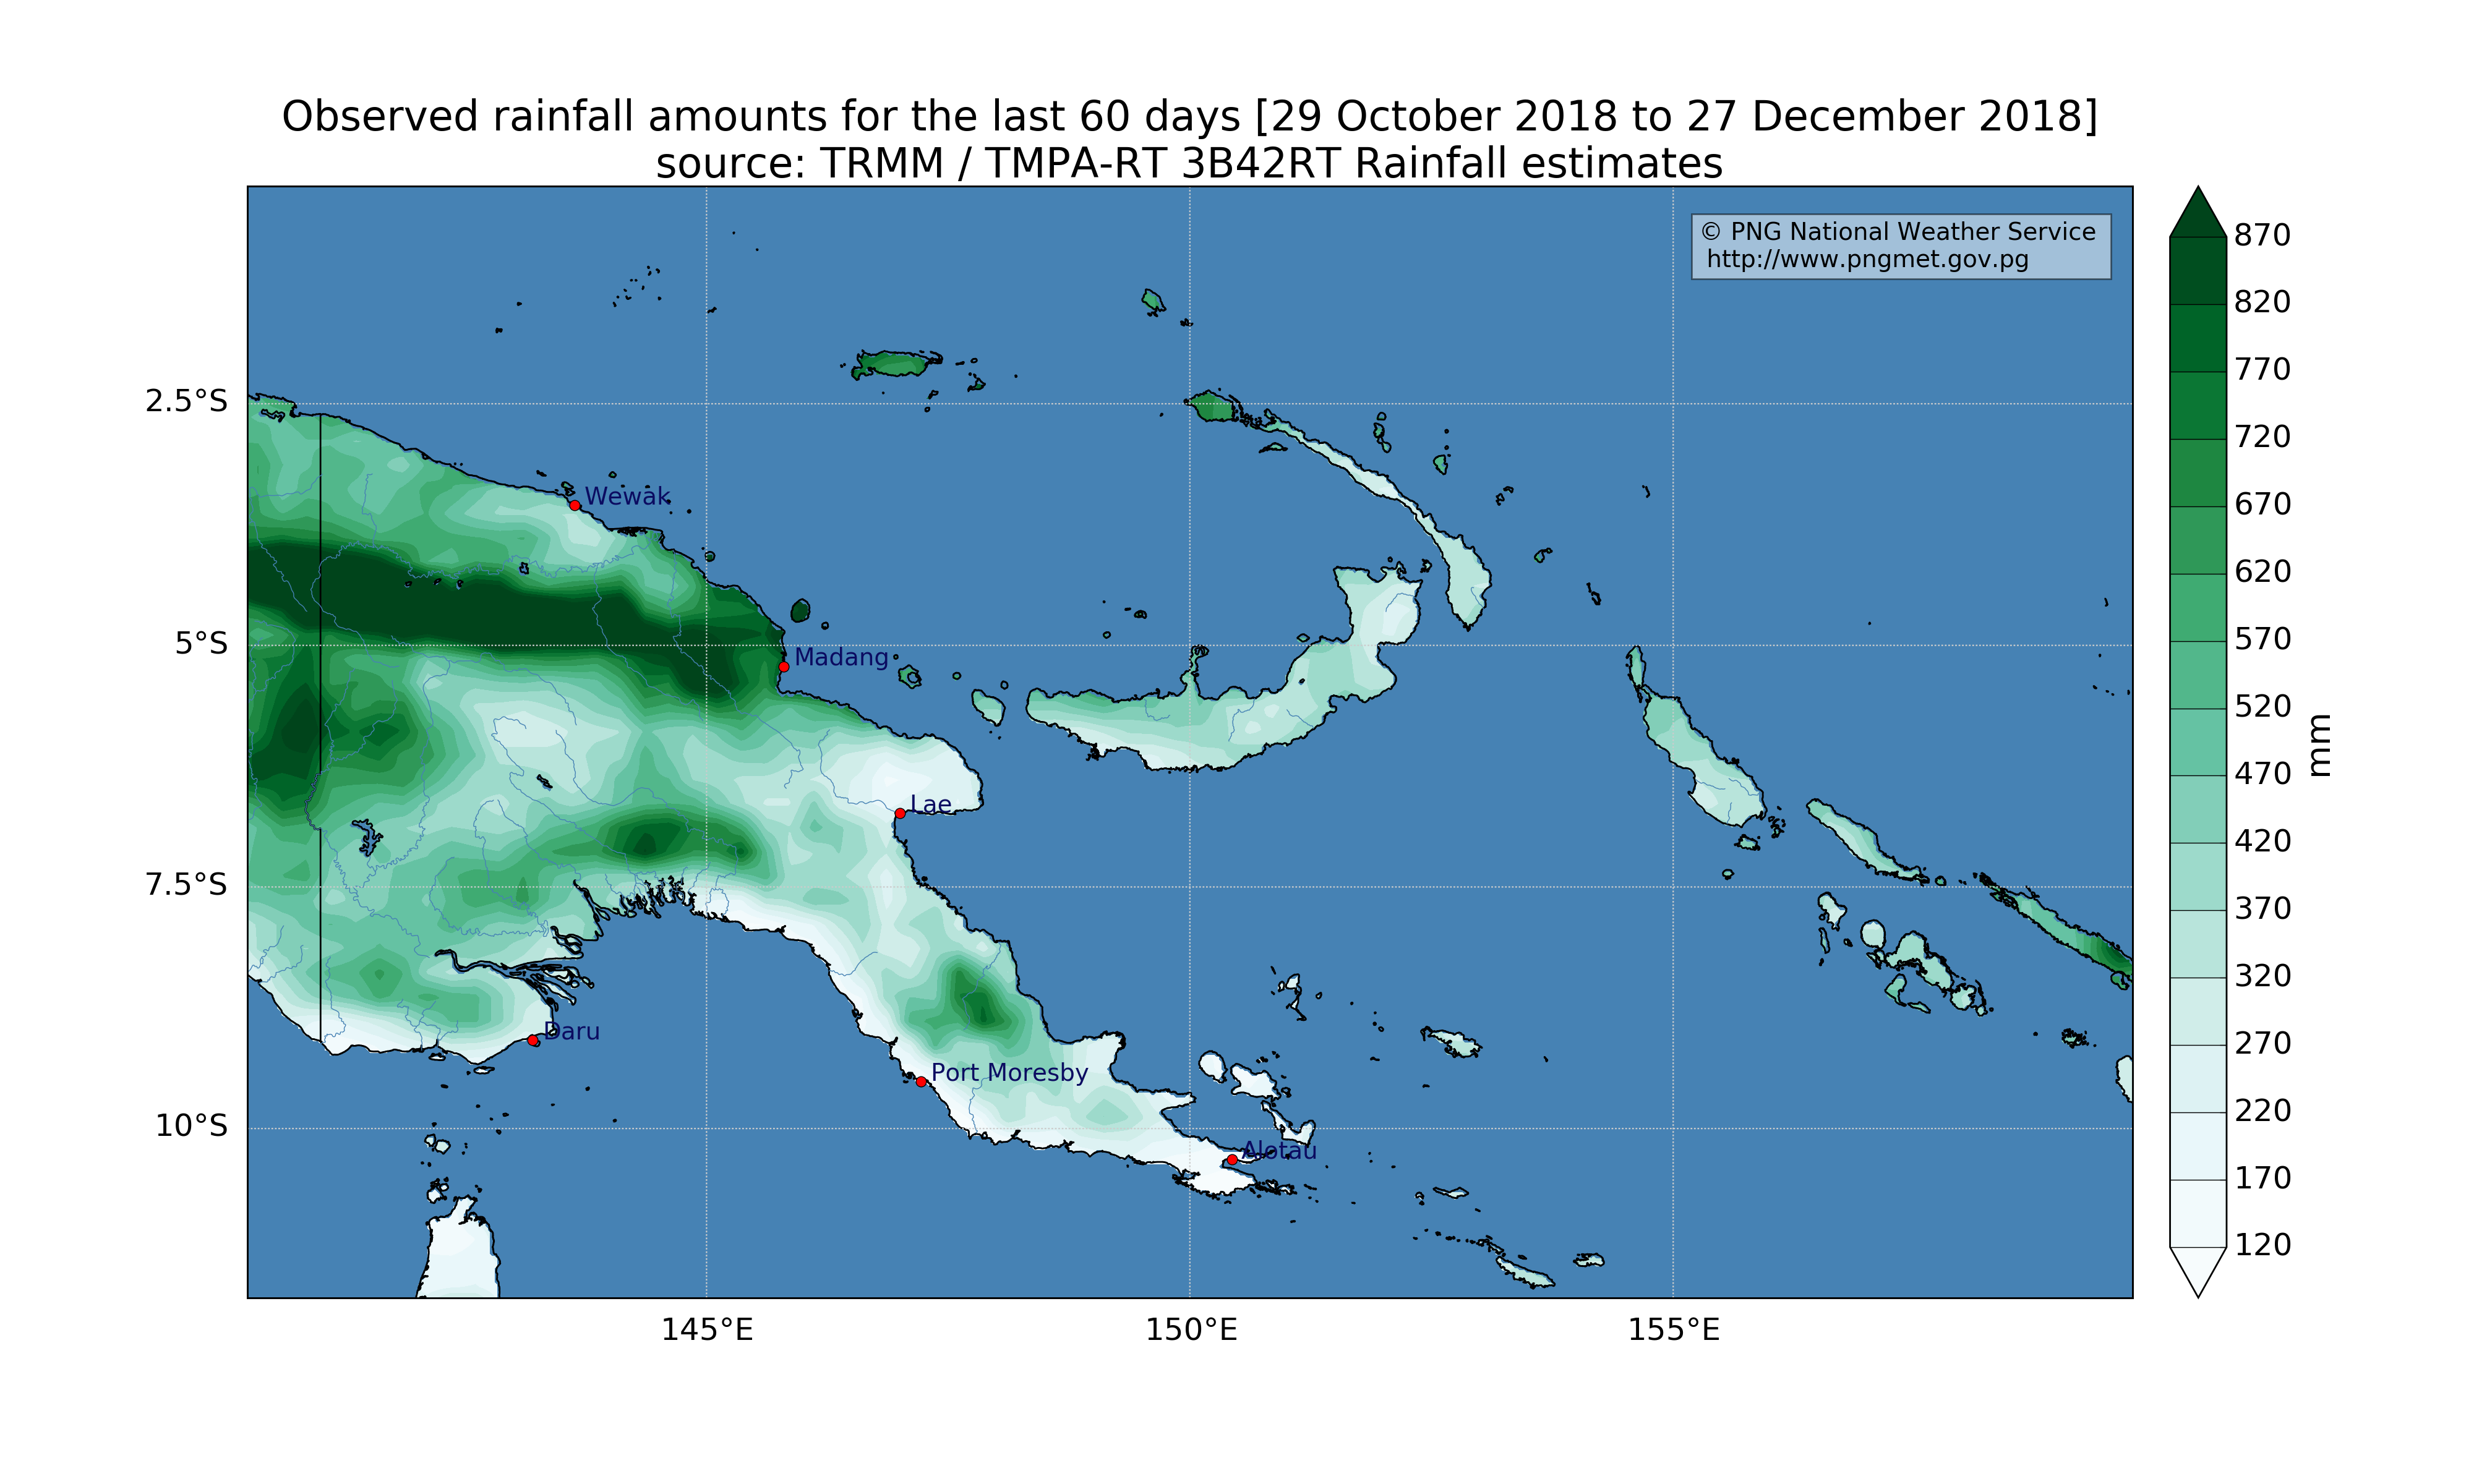 Observed rainfall amounts for the last 60 days [29 October 2018 to 27 December 2018]
source: TRMM / TMPA-RT 3B42RT Rainfall estimates
© PNG National Weather Service
http://www.pngmet.gov.pg
870
820
770
720
670
620
570
520
470
420
370
320
270
220
170
120
mm
2.5°S
5°S
7.5°S
10°S
Wewak
Madang
Lae
Daru
Port Moresby
Alotau
145°E
150°E
155°E